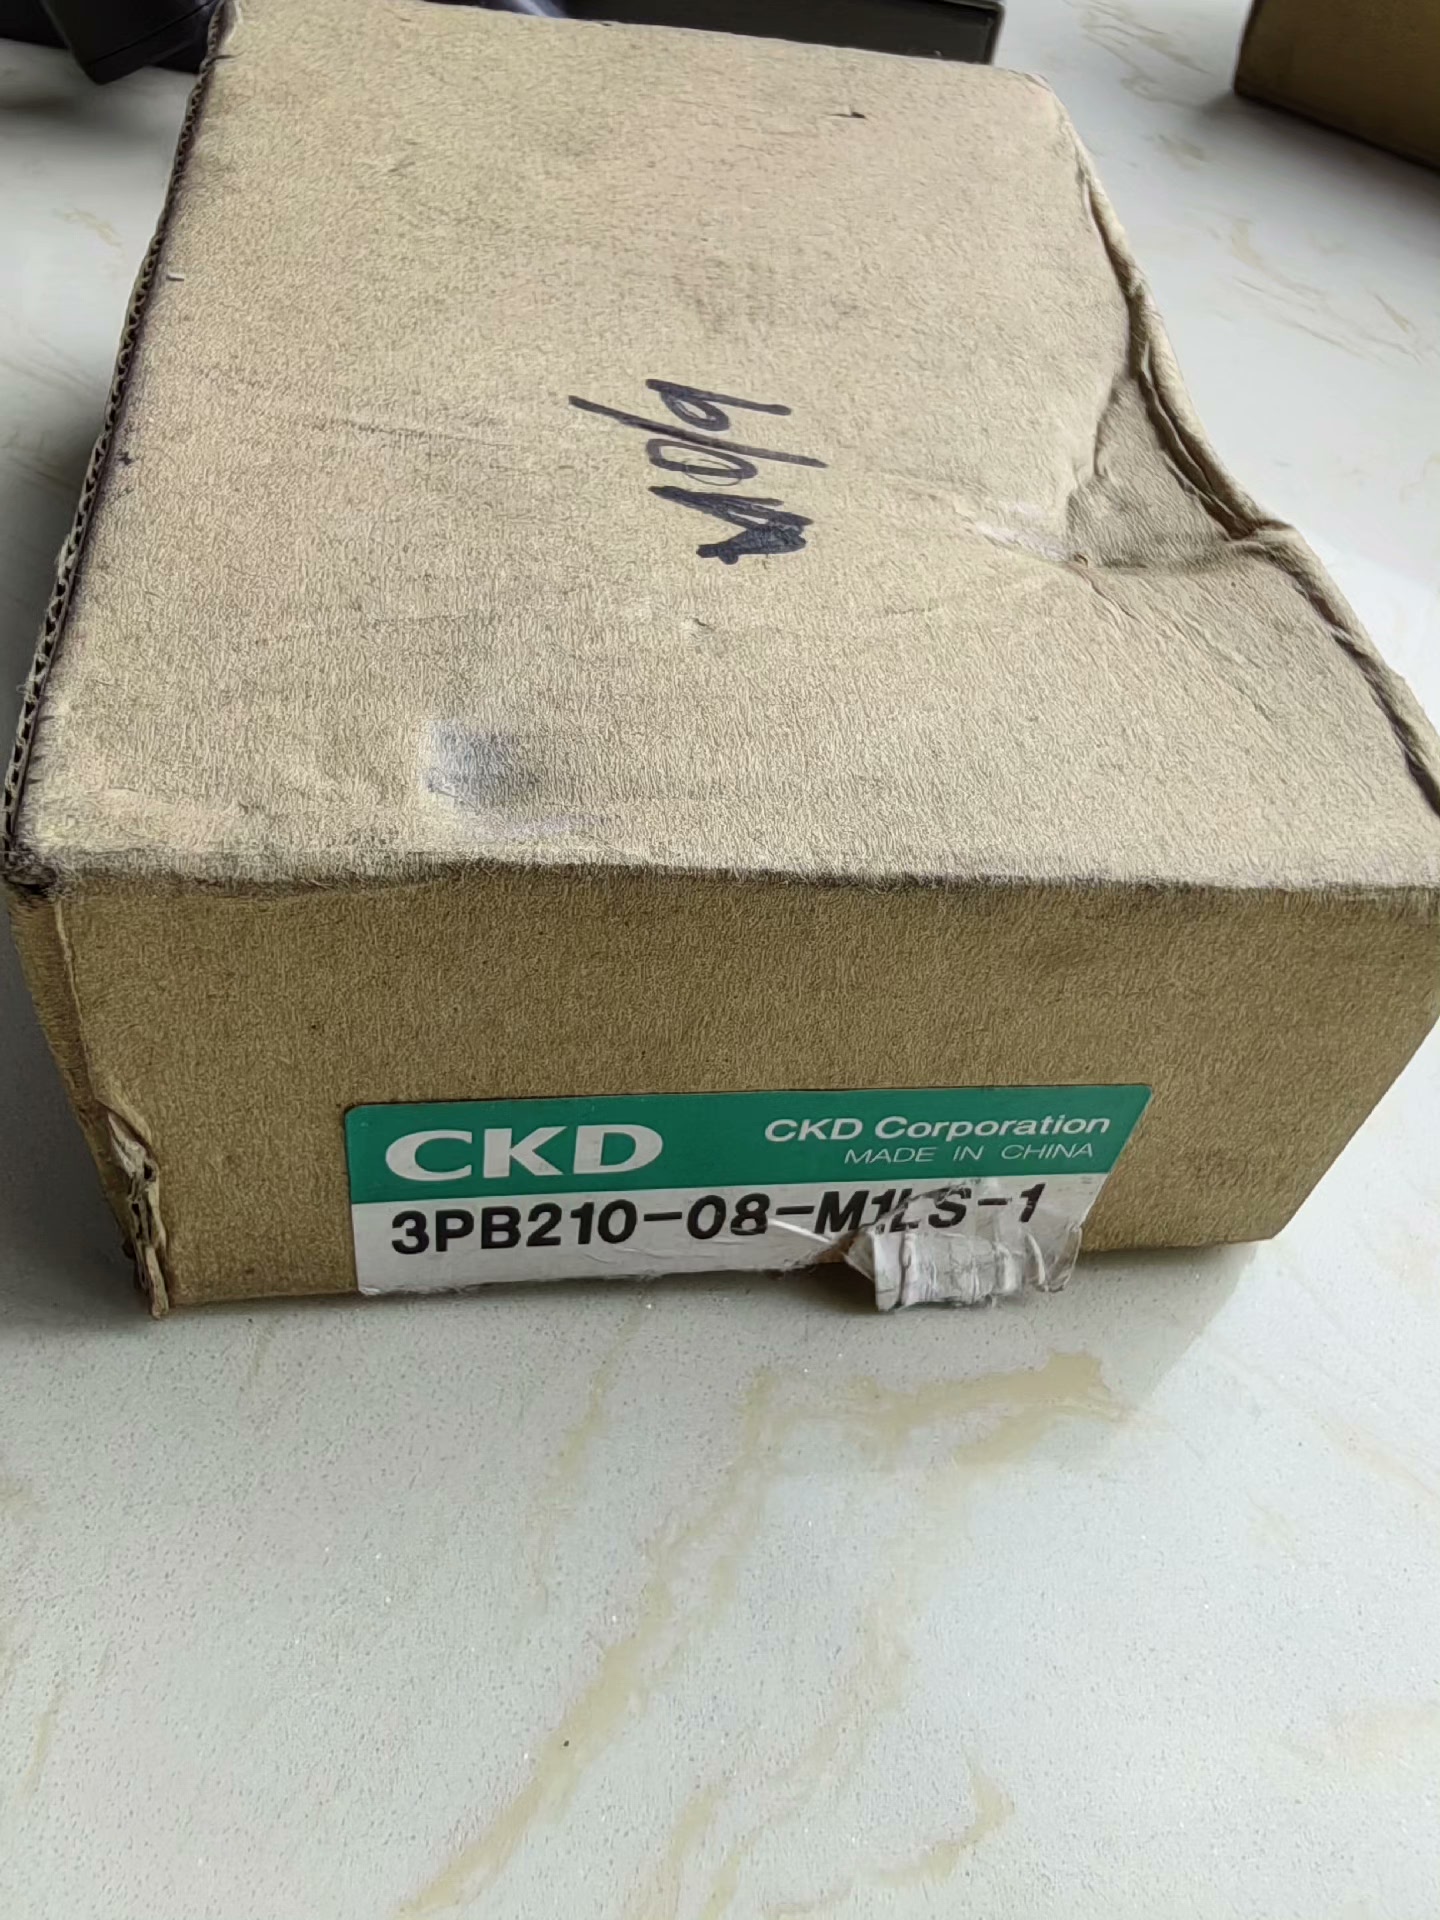 CKD
CKD Corporation
MADE IN CHINA
3PB210-08-M1LS-1